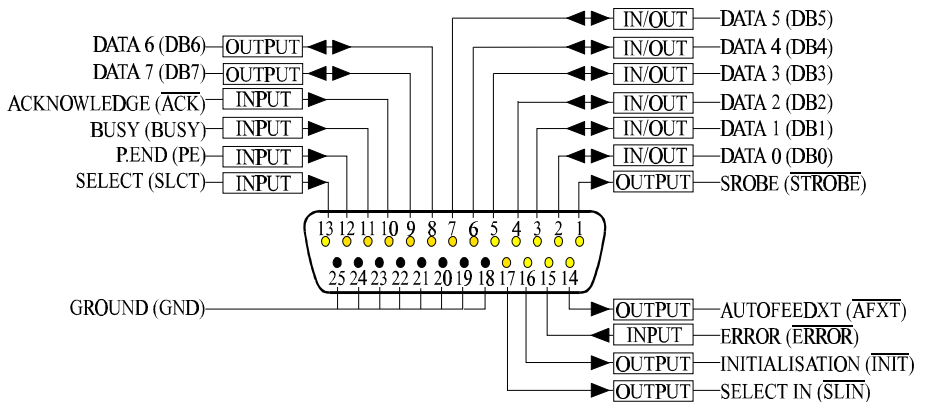 IN/OUT DATA 5 (DB5)
DATA 6 (DB6) OUTPUT IN/OUT DATA 4 (DB4)
DATA 7 (DB7) OUTPUT IN/OUT DATA 3 (DB3)
ACKNOWLEDGE (ACK) INPUT IN/OUT DATA 2 (DB2)
BUSY (BUSY) INPUT IN/OUT DATA 1 (DB1)
P.END (PE) INPUT IN/OUT DATA 0 (DB0)
SELECT (SLCT) INPUT OUTPUT SROBE (STROBE)
13 12 11 10 9 8 7 6 5 4 3 2 1
25 24 23 22 21 20 19 18 17 16 15 14
GROUND (GND) OUTPUT AUTOFEEDXT (AFXT)
INPUT ERROR (ERROR)
OUTPUT INITIALISATION (INIT)
OUTPUT SELECT IN (SLIN)